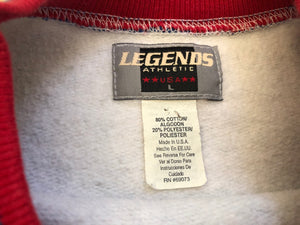 LEGENDS
ATHLETIC
★★USA★★
L
80% COTTON/
ALGODON
20% POLYESTER/
POLIESTER
Made In U.S.A.
Hecho En EE.UU.
See Reverse For Care
Ver al Dorso Para
Instrucciones De
Cuidado
RN #69073